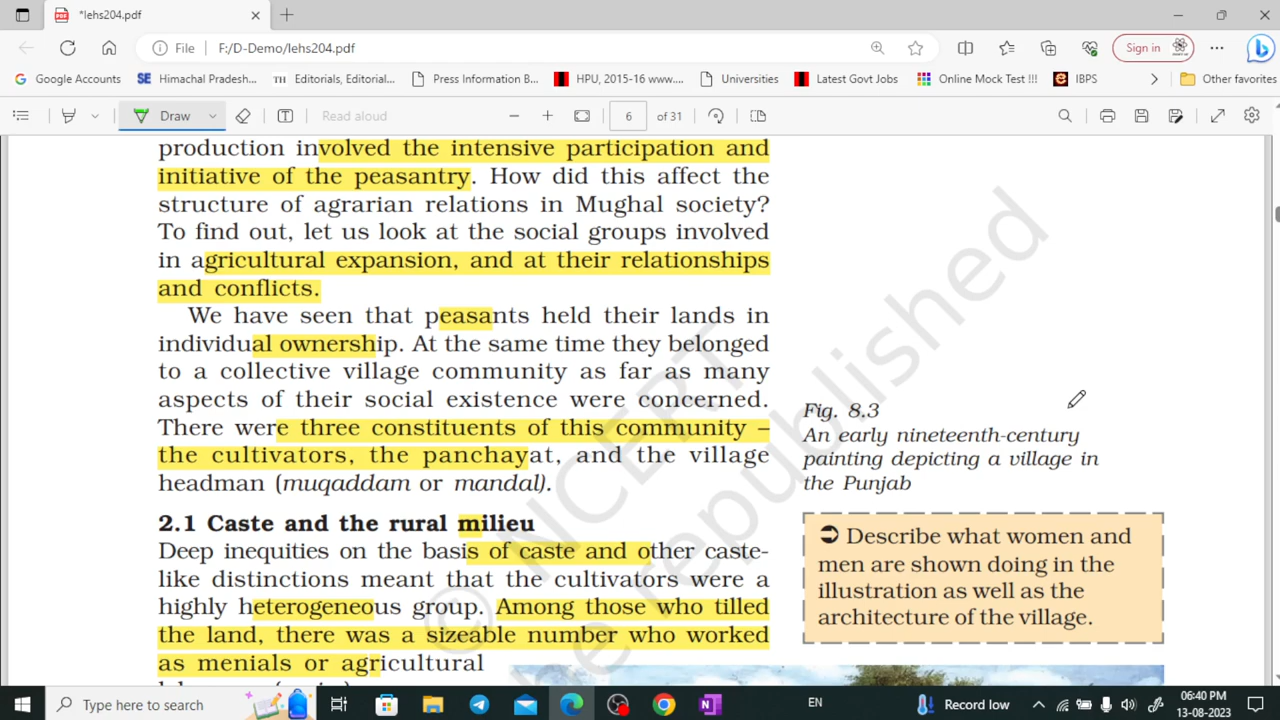 *lehs204.pdf
File F:/D-Demo/lehs204.pdf Sign in
Google Accounts SE Himachal Pradesh... TH Editorials, Editorial... Press Information B... HPU, 2015-16 www.... Universities Latest Govt Jobs Online Mock Test !!! IBPS Other favorites
Draw Read aloud 6 of 31
production involved the intensive participation and
initiative of the peasantry. How did this affect the
structure of agrarian relations in Mughal society?
To find out, let us look at the social groups involved
in agricultural expansion, and at their relationships
and conflicts.
We have seen that peasants held their lands in
individual ownership. At the same time they belonged
to a collective village community as far as many
aspects of their social existence were concerned.
There were three constituents of this community –
the cultivators, the panchayat, and the village
headman (muqaddam or mandal).
2.1 Caste and the rural milieu
Deep inequities on the basis of caste and other caste-
like distinctions meant that the cultivators were a
highly heterogeneous group. Among those who tilled
the land, there was a sizeable number who worked
as menials or agricultural
Fig. 8.3
An early nineteenth-century
painting depicting a village in
the Punjab
Describe what women and
men are shown doing in the
illustration as well as the
architecture of the village.
© NCERT
republished
Type here to search EN Record low 06:40 PM
13-08-2023